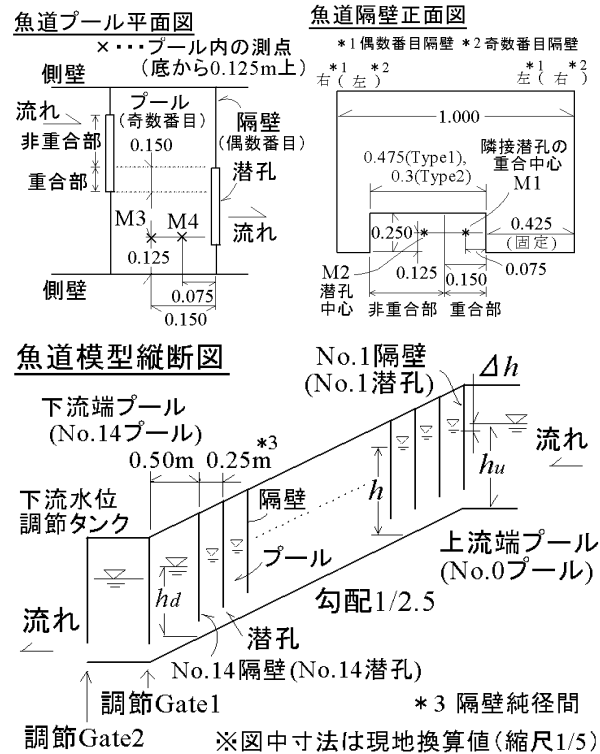 魚道プール平面図
×・・・プール内の測点
(底から0.125m上)
側壁
流れ
プール
(奇数番目)
隔壁
(偶数番目)
非重合部
0.150
重合部
潜孔
M3
M4
流れ
0.125
側壁
0.075
0.150
魚道隔壁正面図
*1偶数番目隔壁 *2奇数番目隔壁
右*1(左)*2
左*1(右)*2
1.000
0.475(Type1),
0.3(Type2)
隣接潜孔の
重合中心
M1
0.250
0.425
(固定)
0.125
0.075
M2
潜孔
中心
0.150
非重合部
重合部
魚道模型縦断図
No.1隔壁
(No.1潜孔)
Δh
下流端プール
(No.14プール)
0.50m
0.25m*3
流れ
hu
h
下流水位
調節タンク
隔壁
プール
上流端プール
(No.0プール)
hd
勾配1/2.5
流れ
潜孔
No.14隔壁(No.14潜孔)
調節Gate1
*3 隔壁純径間
調節Gate2
※図中寸法は現地換算値(縮尺1/5)